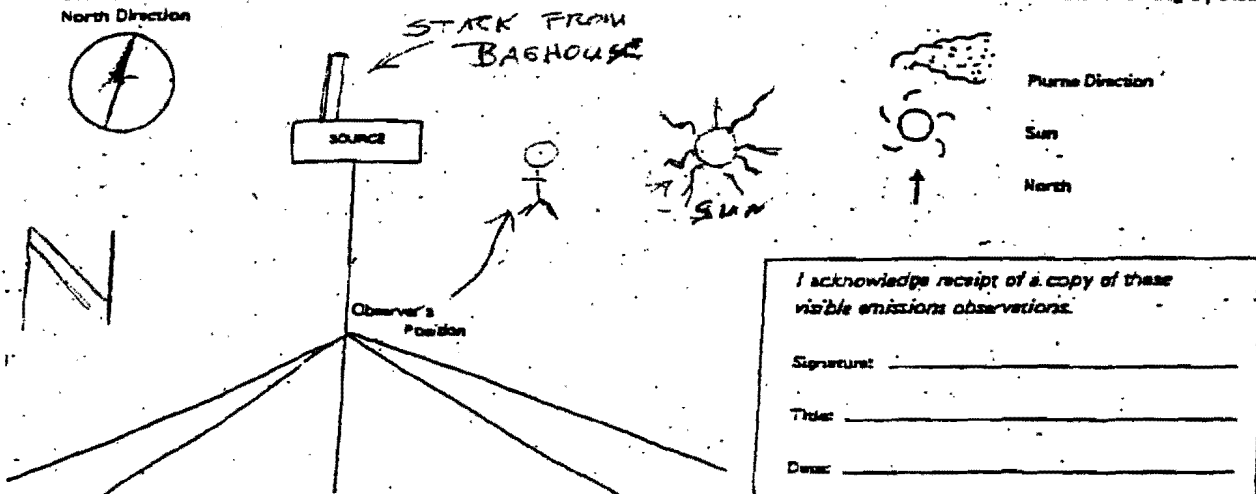 North Direction
STACK FROM
BAGHOUSE
SOURCE
SUN
N
Observer's
Position
Plume Direction
Sun
North
I acknowledge receipt of a copy of these
visible emissions observations.
Signature:
Title:
Date: